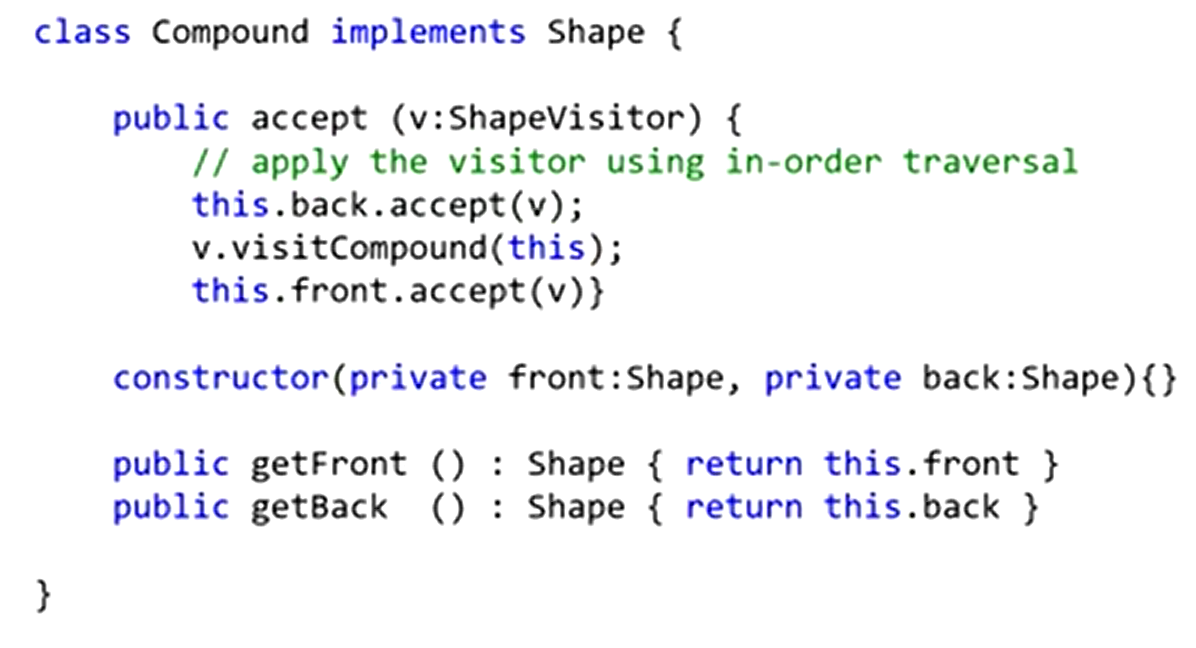 class Compound implements Shape {
public accept (v:ShapeVisitor) {
// apply the visitor using in-order traversal
this.back.accept(v);
v.visitCompound(this);
this.front.accept(v)}
constructor(private front:Shape, private back:Shape){}
public getFront () : Shape { return this.front }
public getBack  () : Shape { return this.back }
}